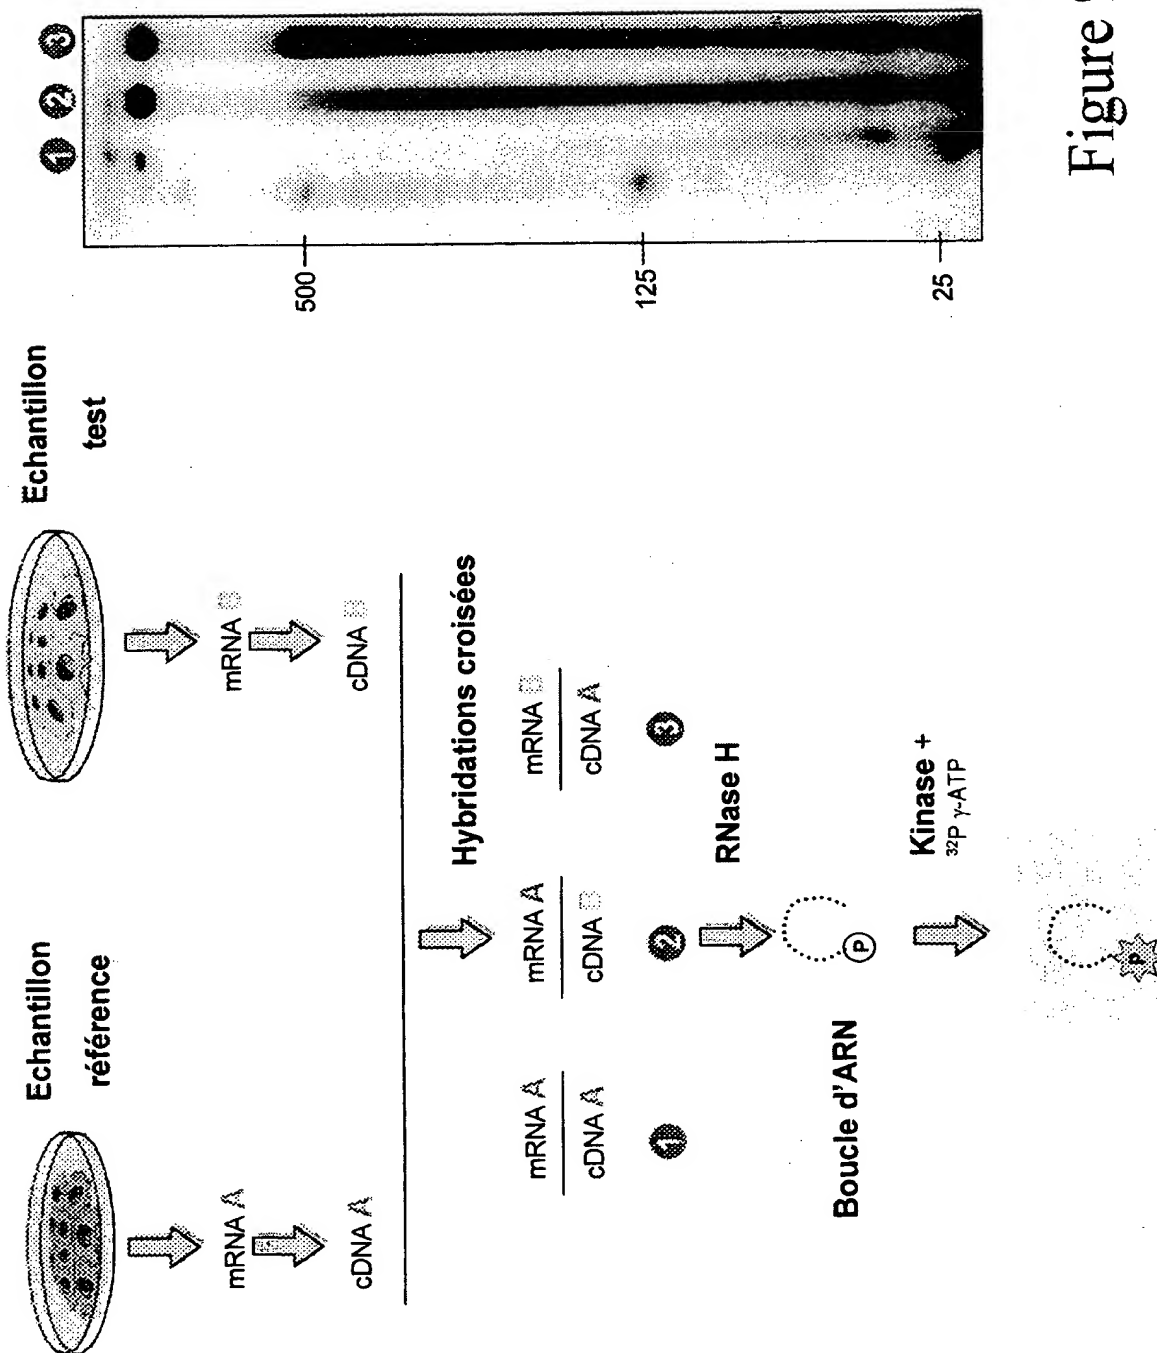 Echantillon
référence
Echantillon
test
mRNA A
cDNA A
mRNA B
cDNA B
Hybridations croisées
mRNA A
cDNA A
1
mRNA A
cDNA B
2
mRNA B
cDNA A
3
RNase H
Boucle d'ARN
P
Kinase +
³²P γ-ATP
P
1 2 3
500
125
25
Figure